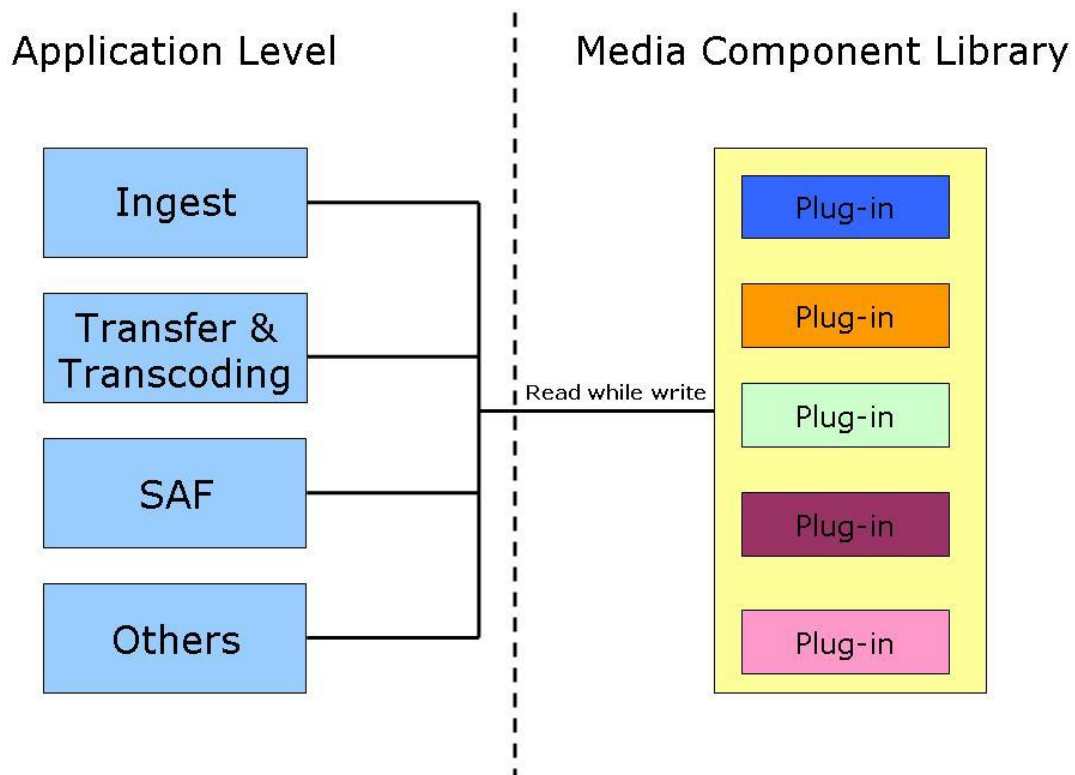 Application Level
Media Component Library
Ingest
Transfer &
Transcoding
SAF
Others
Read while write
Plug-in
Plug-in
Plug-in
Plug-in
Plug-in